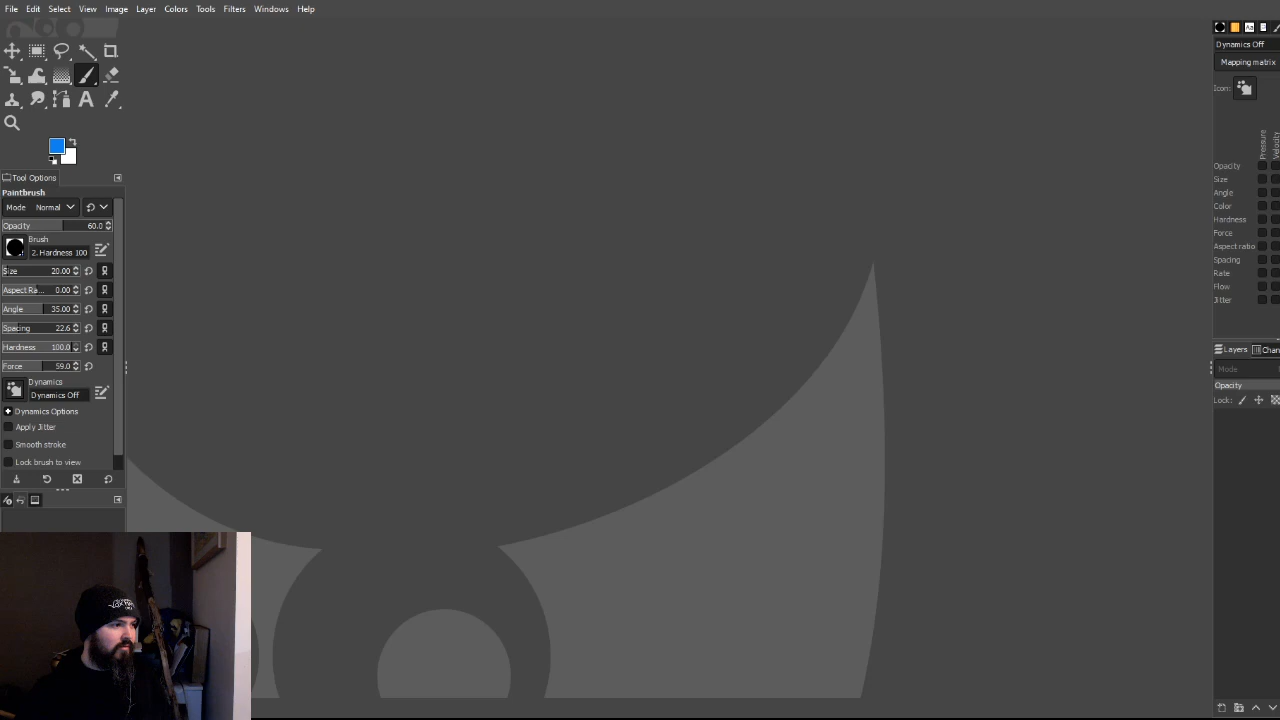 File Edit Select View Image Layer Colors Tools Filters Windows Help
Tool Options
Paintbrush
Mode Normal
Opacity 60.0
Brush
2. Hardness 100
Size 20.00
Aspect Ra... 0.00
Angle 35.00
Spacing 22.6
Hardness 100.0
Force 59.0
Dynamics
Dynamics Off
Dynamics Options
Apply Jitter
Smooth stroke
Lock brush to view
Aa
Dynamics Off
Mapping matrix
Icon:
Pressure
Velocity
Opacity
Size
Angle
Color
Hardness
Force
Aspect ratio
Spacing
Rate
Flow
Jitter
Layers Chan
Mode
Opacity
Lock: